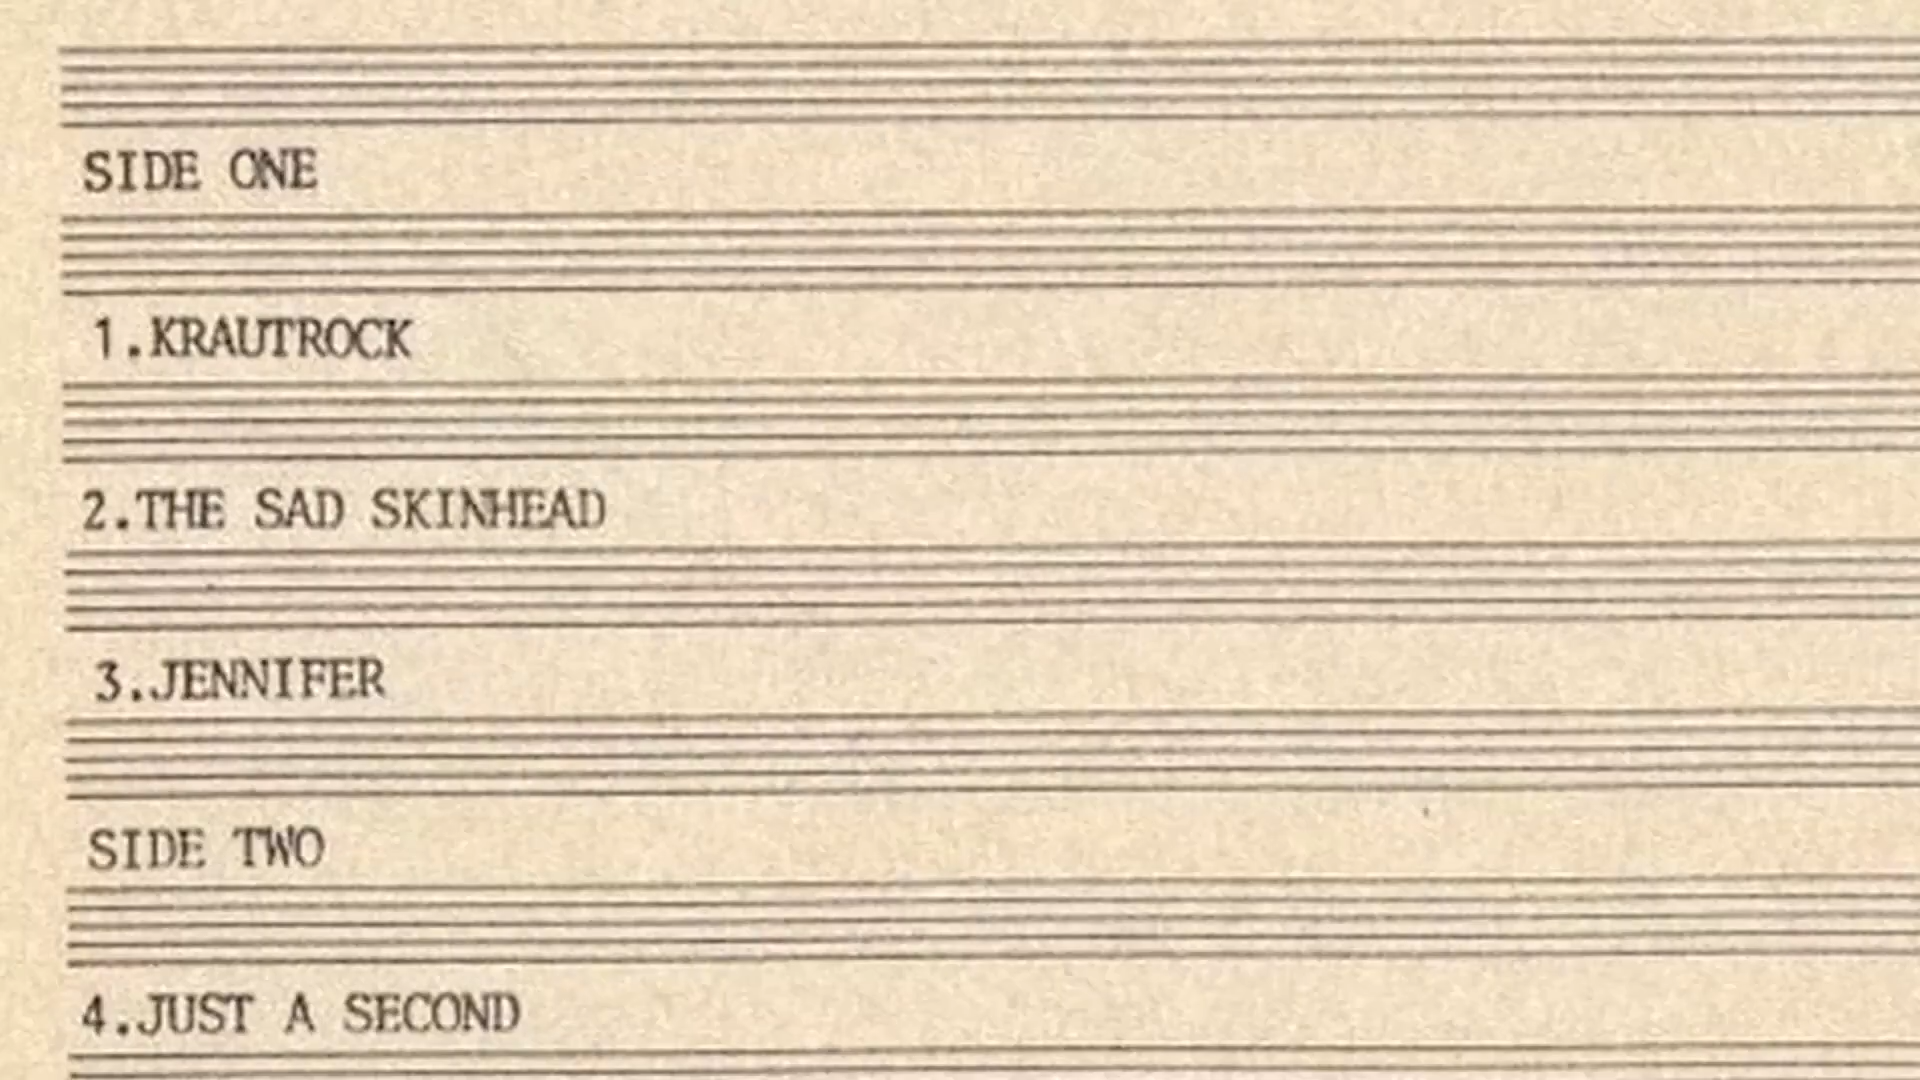 SIDE ONE
1.KRAUTROCK
2.THE SAD SKINHEAD
3.JENNIFER
SIDE TWO
4.JUST A SECOND